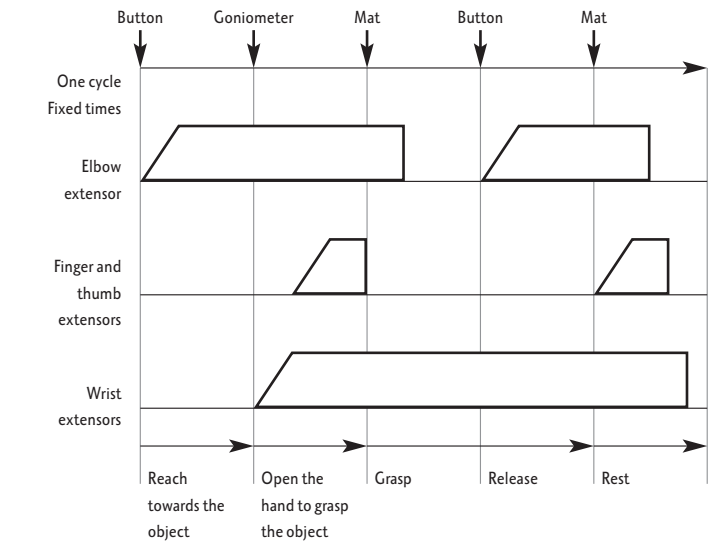 Button Goniometer Mat Button Mat
One cycle
Fixed times
Elbow
extensor
Finger and
thumb
extensors
Wrist
extensors
Reach
towards the
object
Open the
hand to grasp
the object
Grasp
Release
Rest